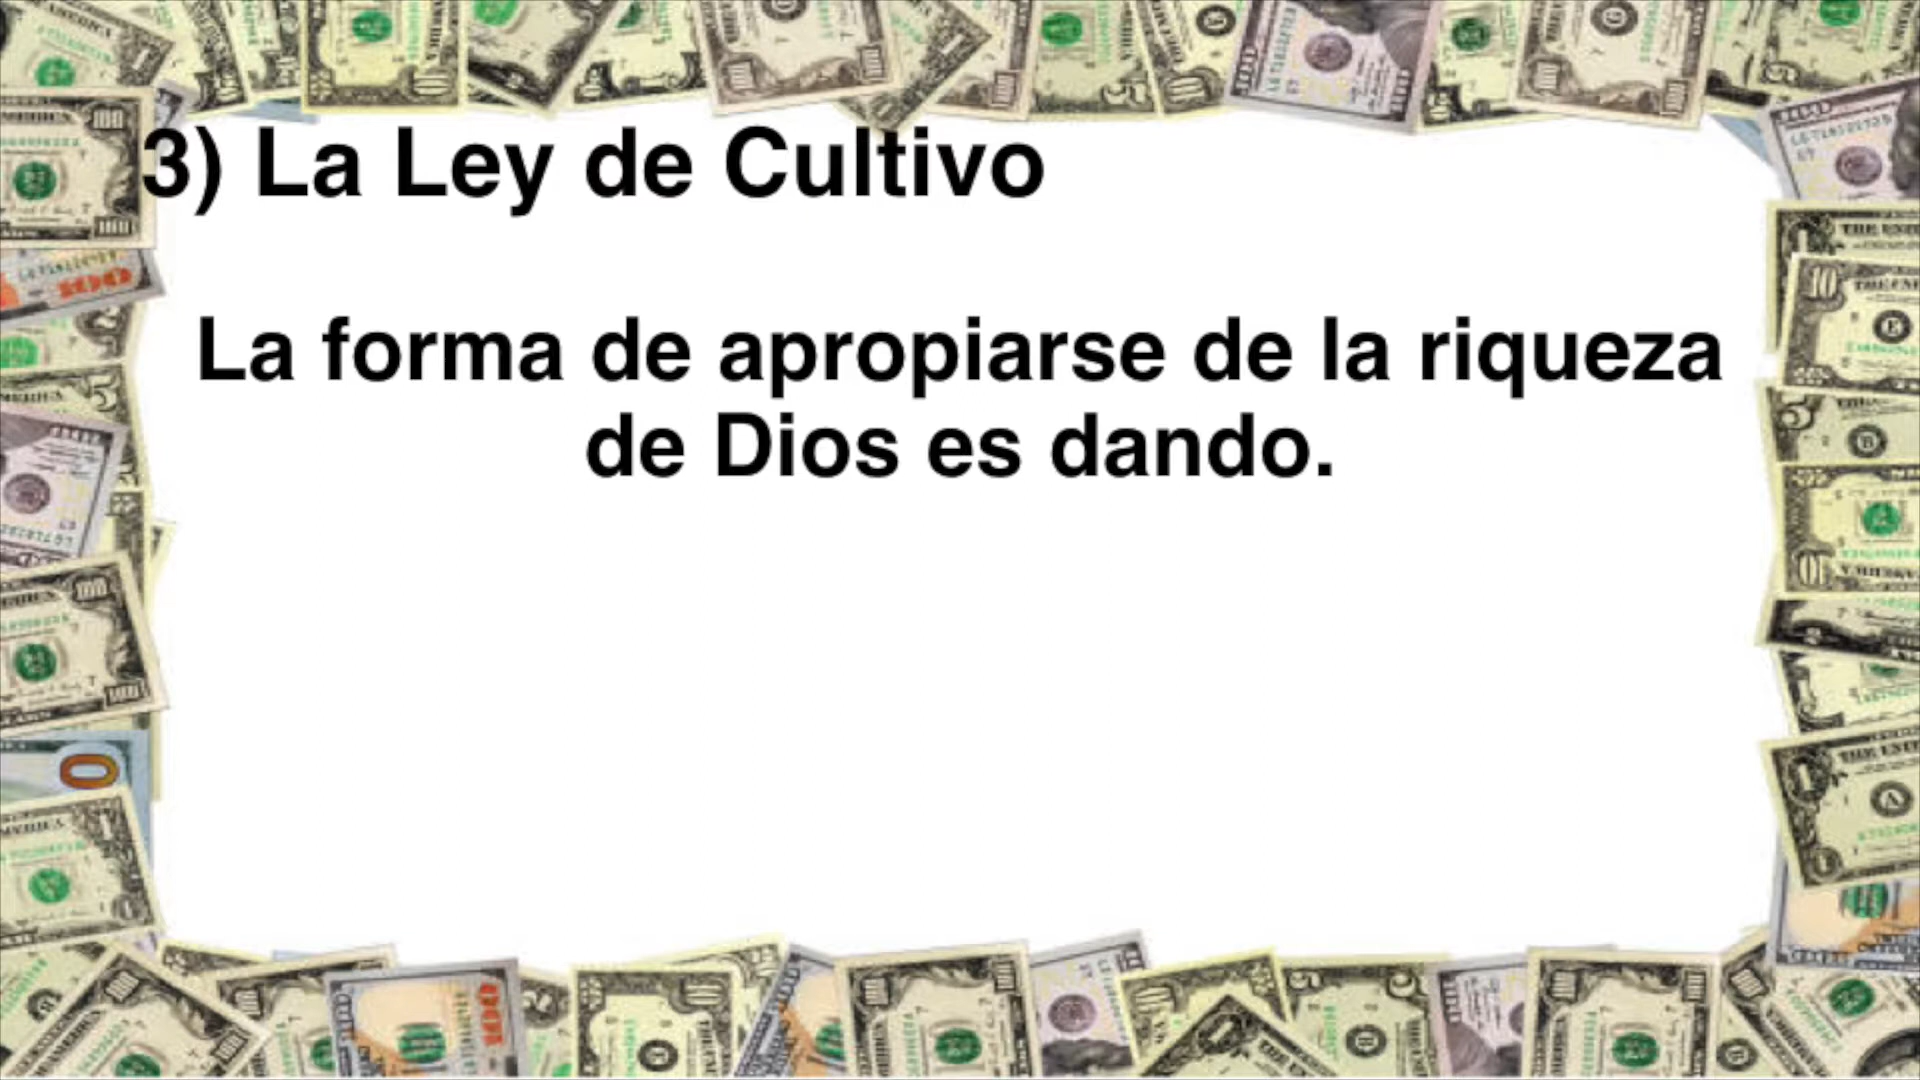 3) La Ley de Cultivo
La forma de apropiarse de la riqueza
de Dios es dando.